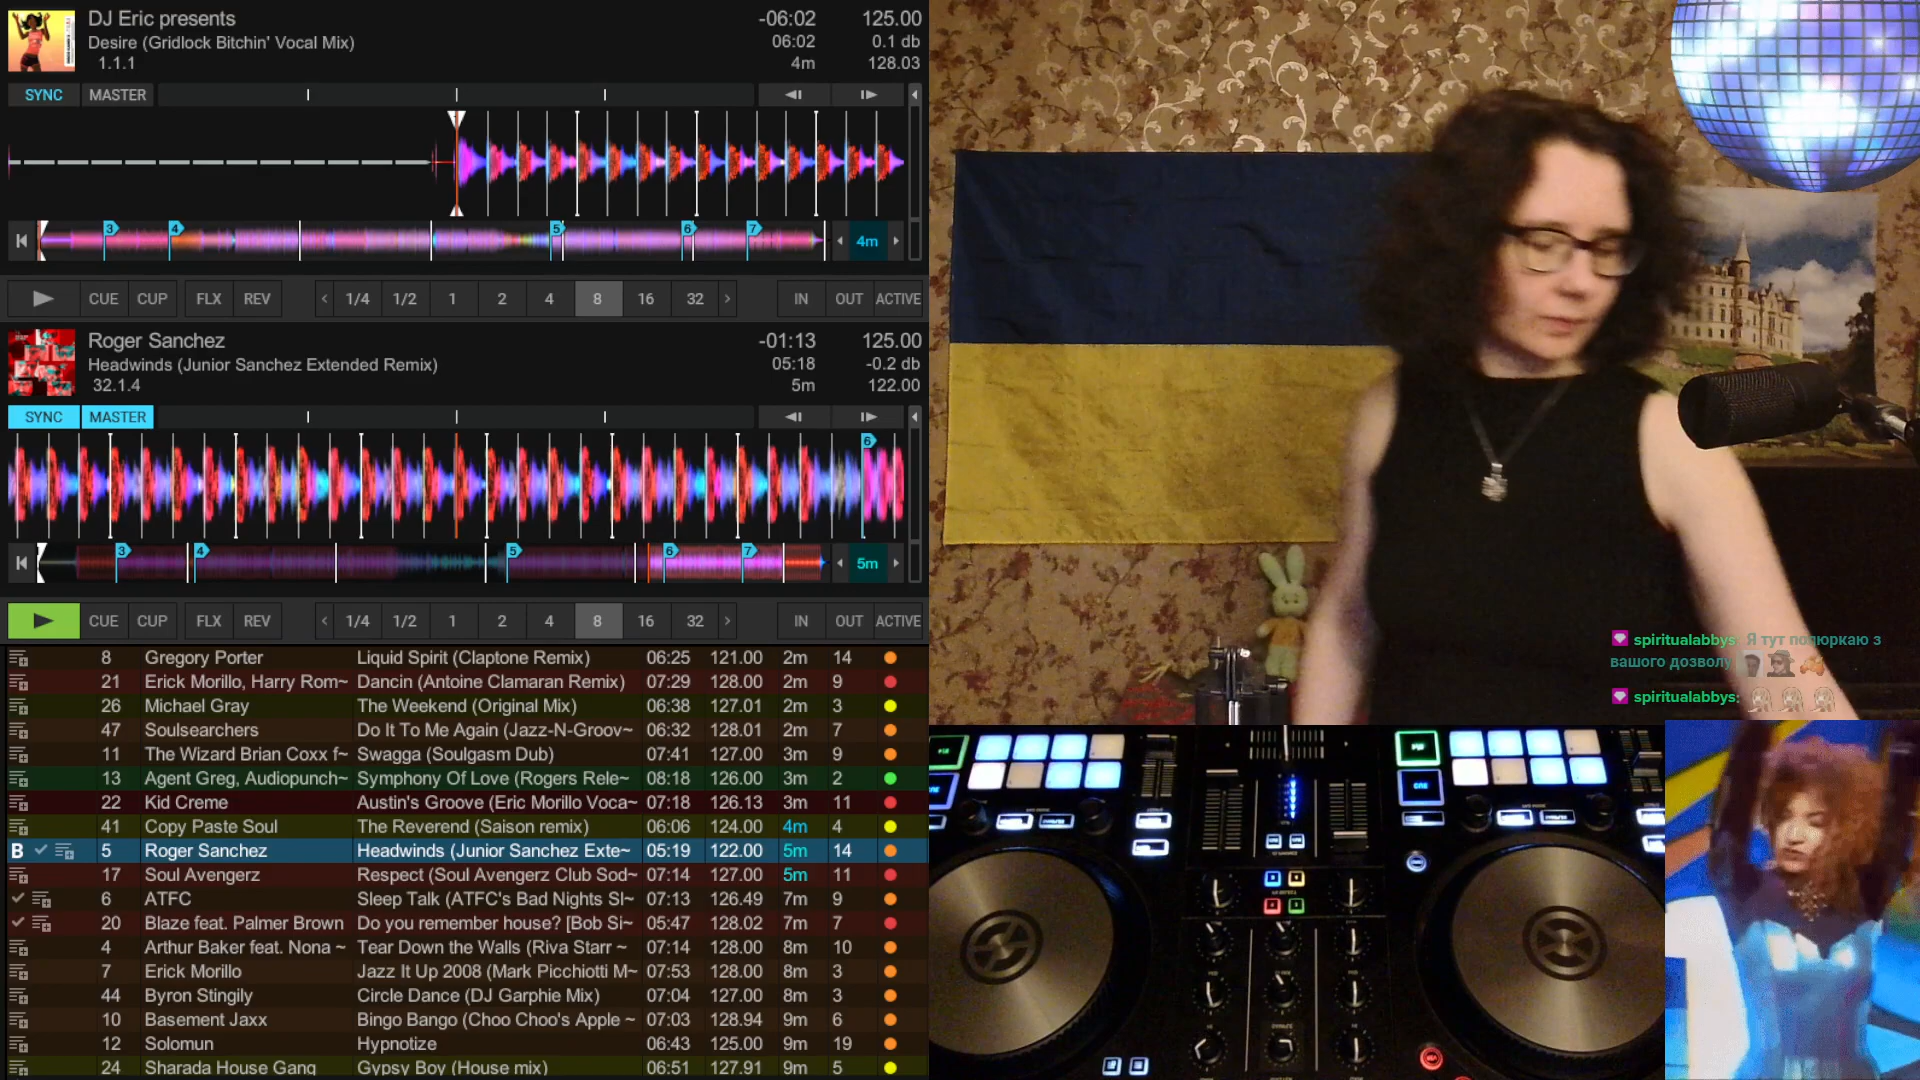 DJ Eric presents -06:02 125.00
Desire (Gridlock Bitchin' Vocal Mix) 06:02 0.1 db
1.1.1 4m 128.03
SYNC MASTER
3 4 5 6 7 4m
CUE CUP FLX REV 1/4 1/2 1 2 4 8 16 32 IN OUT ACTIVE
Roger Sanchez -01:13 125.00
Headwinds (Junior Sanchez Extended Remix) 05:18 -0.2 db
32.1.4 5m 122.00
SYNC MASTER
6
3 4 5 6 7 5m
CUE CUP FLX REV 1/4 1/2 1 2 4 8 16 32 IN OUT ACTIVE
8 Gregory Porter Liquid Spirit (Claptone Remix) 06:25 121.00 2m 14
21 Erick Morillo, Harry Rom~ Dancin (Antoine Clamaran Remix) 07:29 128.00 2m 9
26 Michael Gray The Weekend (Original Mix) 06:38 127.01 2m 3
47 Soulsearchers Do It To Me Again (Jazz-N-Groov~ 06:32 128.01 2m 7
11 The Wizard Brian Coxx f~ Swagga (Soulgasm Dub) 07:41 127.00 3m 9
13 Agent Greg, Audiopunch~ Symphony Of Love (Rogers Rele~ 08:18 126.00 3m 2
22 Kid Creme Austin's Groove (Eric Morillo Voca~ 07:18 126.13 3m 11
41 Copy Paste Soul The Reverend (Saison remix) 06:06 124.00 4m 4
B 5 Roger Sanchez Headwinds (Junior Sanchez Exte~ 05:19 122.00 5m 14
17 Soul Avengerz Respect (Soul Avengerz Club Sod~ 07:14 127.00 5m 11
6 ATFC Sleep Talk (ATFC's Bad Nights Sl~ 07:13 126.49 7m 9
20 Blaze feat. Palmer Brown Do you remember house? [Bob Si~ 05:47 128.02 7m 7
4 Arthur Baker feat. Nona ~ Tear Down the Walls (Riva Starr ~ 07:14 128.00 8m 10
7 Erick Morillo Jazz It Up 2008 (Mark Picchiotti M~ 07:53 128.00 8m 3
44 Byron Stingily Circle Dance (DJ Garphie Mix) 07:04 127.00 8m 3
10 Basement Jaxx Bingo Bango (Choo Choo's Apple ~ 07:03 128.94 9m 6
12 Solomun Hypnotize 06:43 125.00 9m 19
24 Sharada House Gang Gypsy Boy (House mix) 06:51 127.91 9m 5
spiritualabbys: Я тут полюркаю з
вашого дозволу
spiritualabbys:
CUE